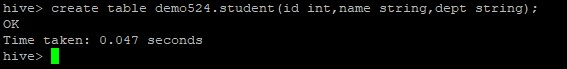 hive> create table demo524.student(id int,name string,dept string);
OK
Time taken: 0.047 seconds
hive>